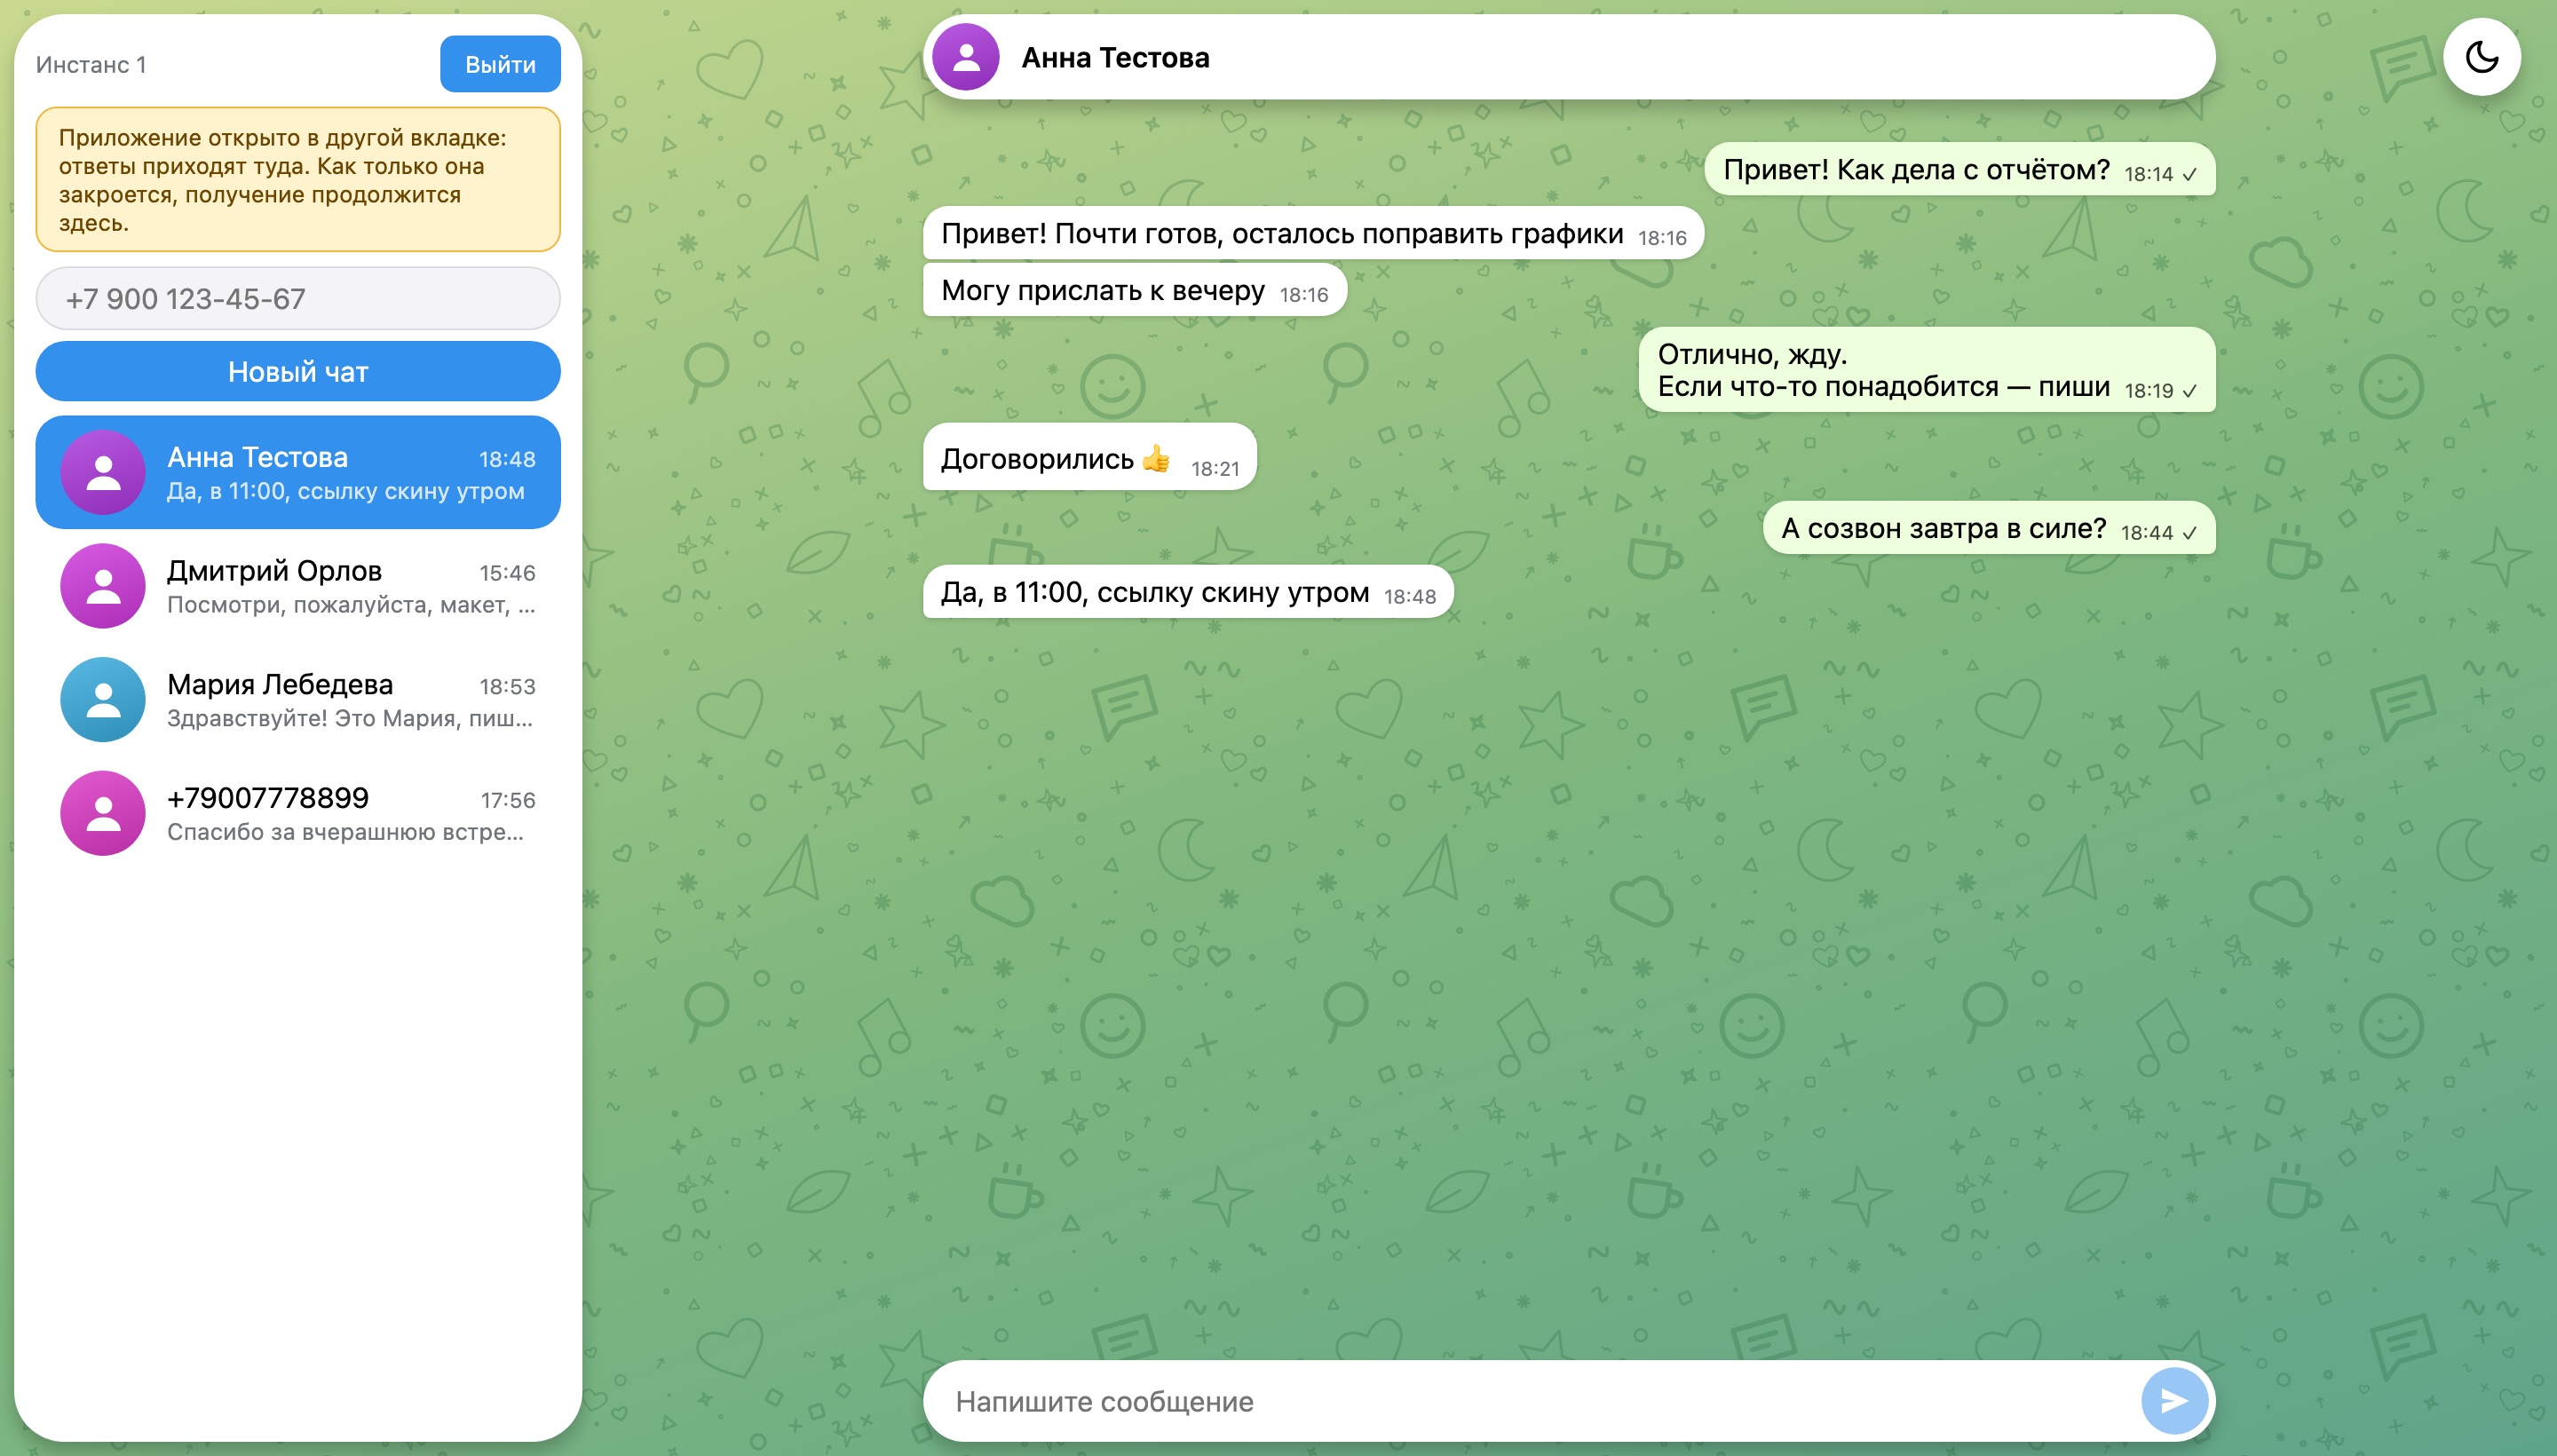 Инстанс 1
Выйти
Приложение открыто в другой вкладке:
ответы приходят туда. Как только она
закроется, получение продолжится
здесь.
+7 900 123-45-67
Новый чат
Анна Тестова 18:48
Да, в 11:00, ссылку скину утром
Дмитрий Орлов 15:46
Посмотри, пожалуйста, макет, ...
Мария Лебедева 18:53
Здравствуйте! Это Мария, пиш...
+79007778899 17:56
Спасибо за вчерашнюю встре...
Анна Тестова
Привет! Как дела с отчётом? 18:14 ✓
Привет! Почти готов, осталось поправить графики 18:16
Могу прислать к вечеру 18:16
Отлично, жду.
Если что-то понадобится — пиши 18:19 ✓
Договорились 👍 18:21
А созвон завтра в силе? 18:44 ✓
Да, в 11:00, ссылку скину утром 18:48
Напишите сообщение